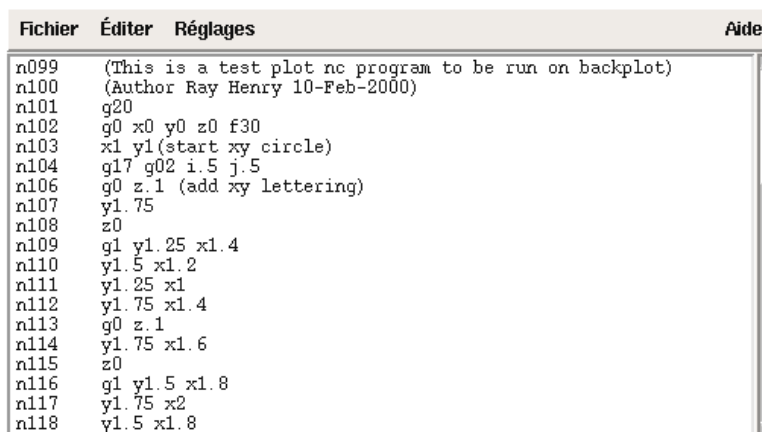 Fichier Éditer Réglages Aide
n099 (This is a test plot nc program to be run on backplot)
n100 (Author Ray Henry 10-Feb-2000)
n101 g20
n102 g0 x0 y0 z0 f30
n103 x1 y1(start xy circle)
n104 g17 g02 i.5 j.5
n106 g0 z.1 (add xy lettering)
n107 y1.75
n108 z0
n109 g1 y1.25 x1.4
n110 y1.5 x1.2
n111 y1.25 x1
n112 y1.75 x1.4
n113 g0 z.1
n114 y1.75 x1.6
n115 z0
n116 g1 y1.5 x1.8
n117 y1.75 x2
n118 y1.5 x1.8